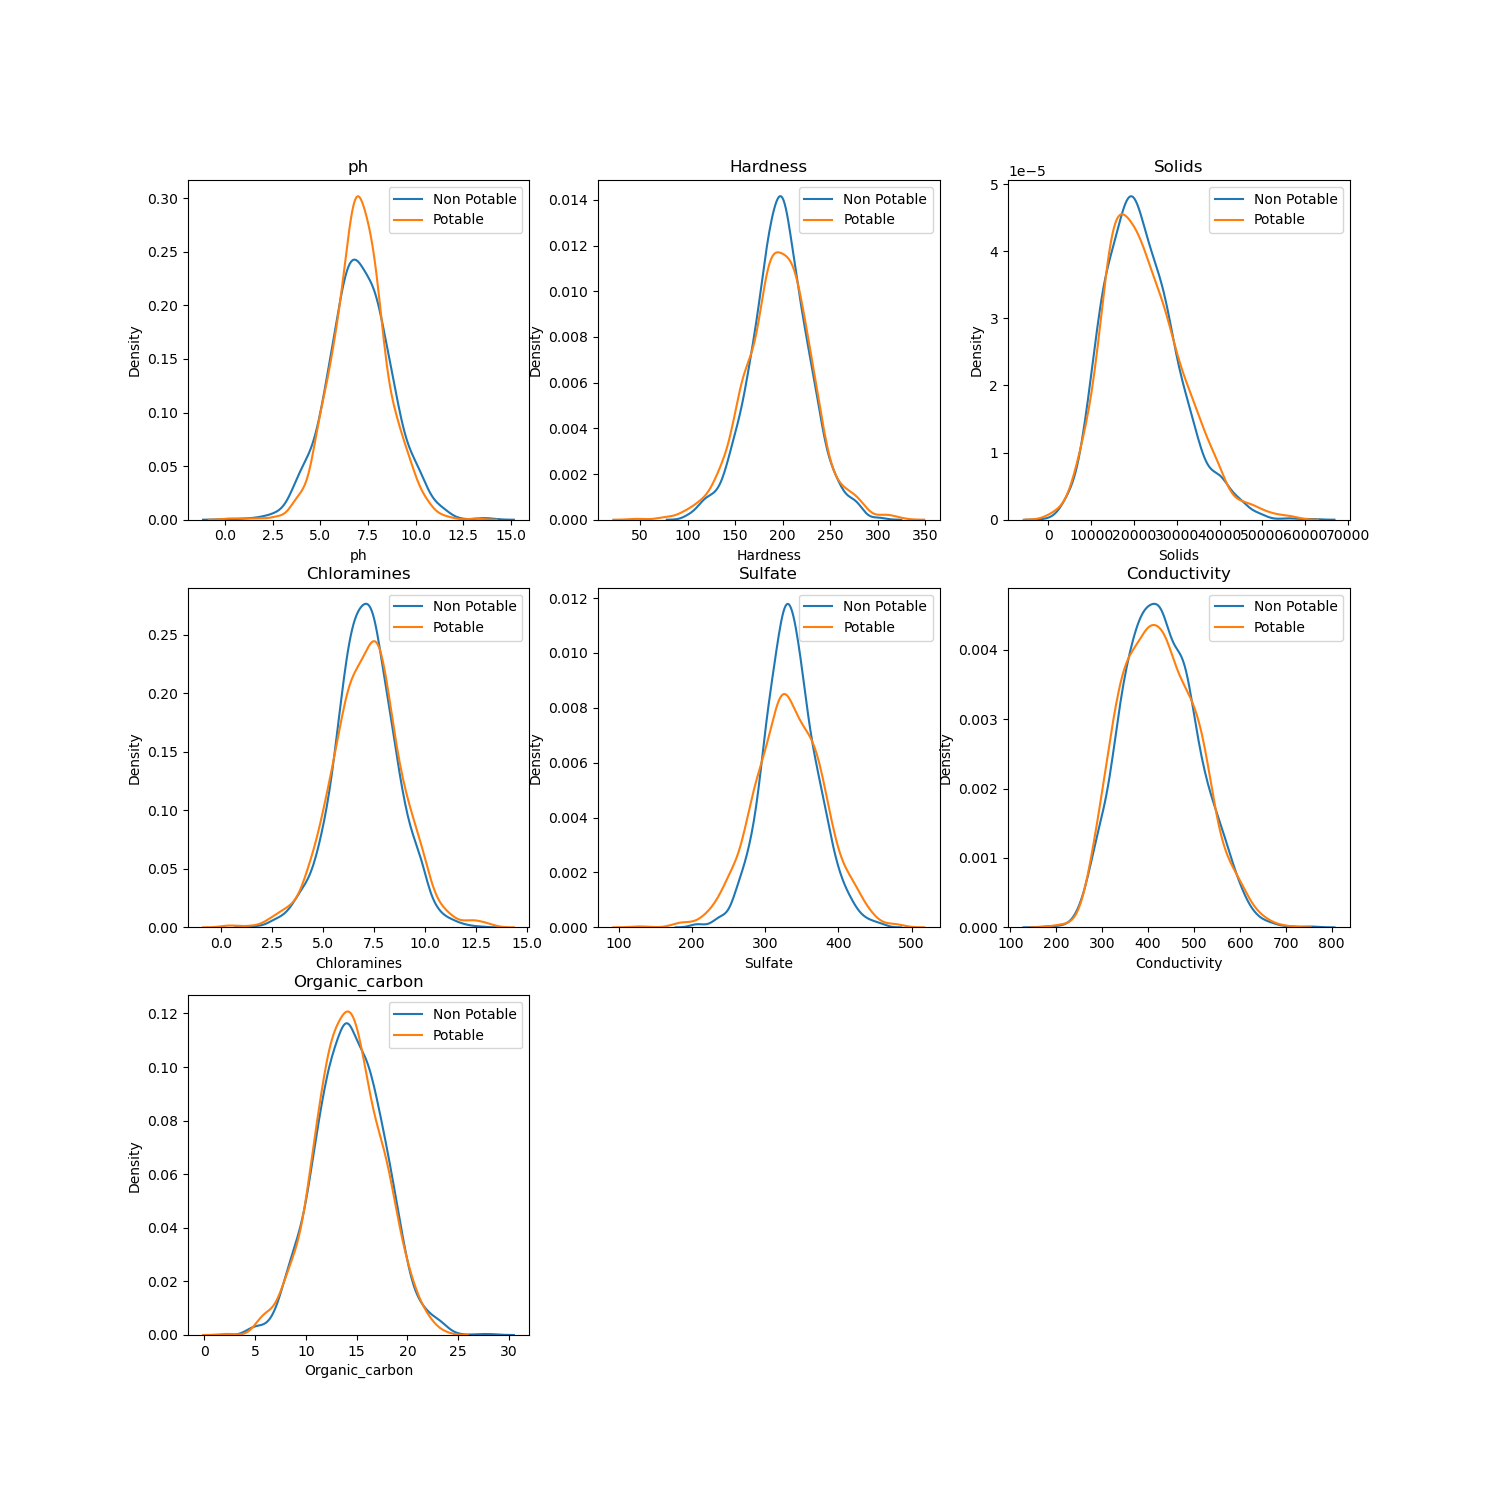 ph
Non Potable
Potable
0.30
0.25
0.20
0.15
0.10
0.05
0.00
Density
0.0 2.5 5.0 7.5 10.0 12.5 15.0
ph
Hardness
Non Potable
Potable
0.014
0.012
0.010
0.008
0.006
0.004
0.002
0.000
Density
50 100 150 200 250 300 350
Hardness
Solids
1e−5
Non Potable
Potable
5
4
3
2
1
0
Density
0 10000 20000 30000 40000 50000 60000 70000
Solids
Chloramines
Non Potable
Potable
0.25
0.20
0.15
0.10
0.05
0.00
Density
0.0 2.5 5.0 7.5 10.0 12.5 15.0
Chloramines
Sulfate
Non Potable
Potable
0.012
0.010
0.008
0.006
0.004
0.002
0.000
Density
100 200 300 400 500
Sulfate
Conductivity
Non Potable
Potable
0.004
0.003
0.002
0.001
0.000
Density
100 200 300 400 500 600 700 800
Conductivity
Organic_carbon
Non Potable
Potable
0.12
0.10
0.08
0.06
0.04
0.02
0.00
Density
0 5 10 15 20 25 30
Organic_carbon